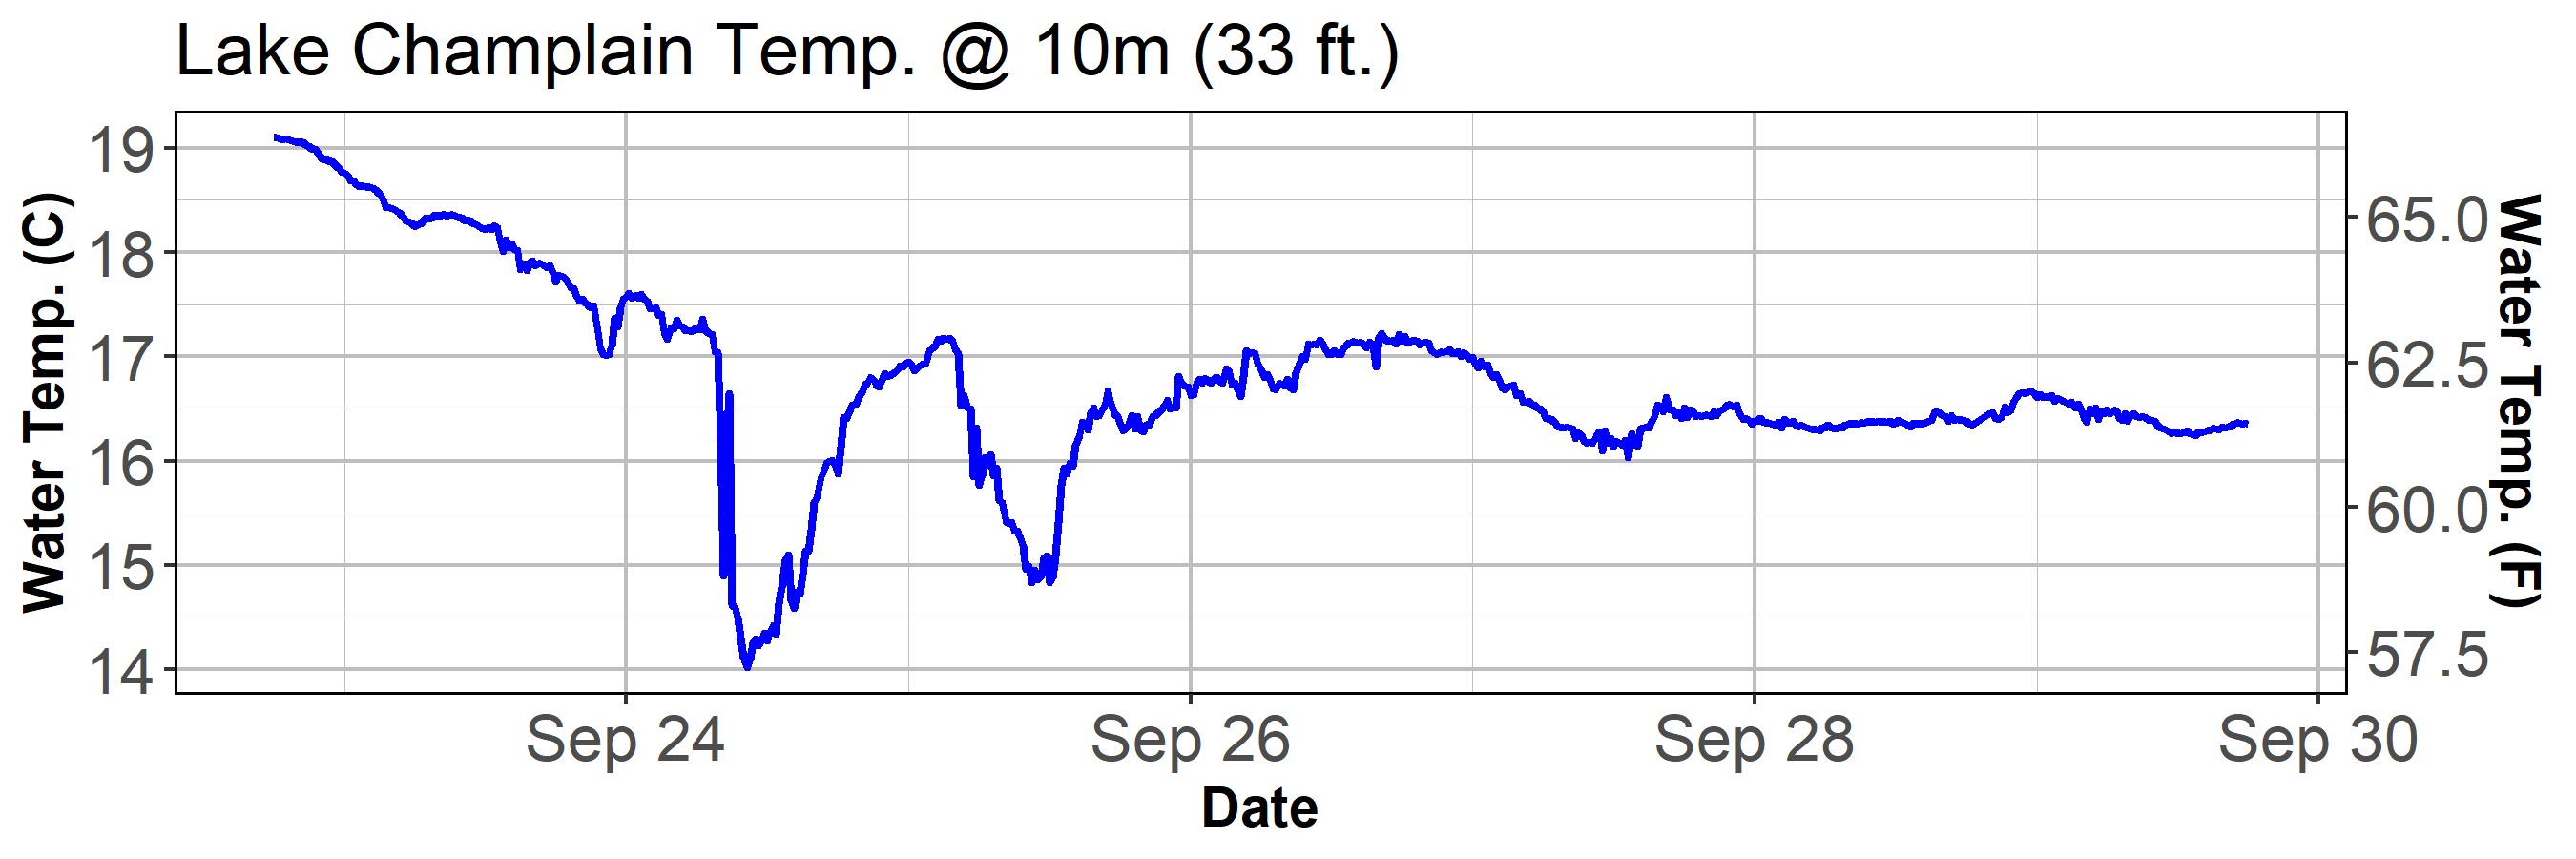 Lake Champlain Temp. @ 10m (33 ft.)
Water Temp. (C)
19
18
17
16
15
14
65.0
62.5
60.0
57.5
Water Temp. (F)
Sep 24 Sep 26 Sep 28 Sep 30
Date